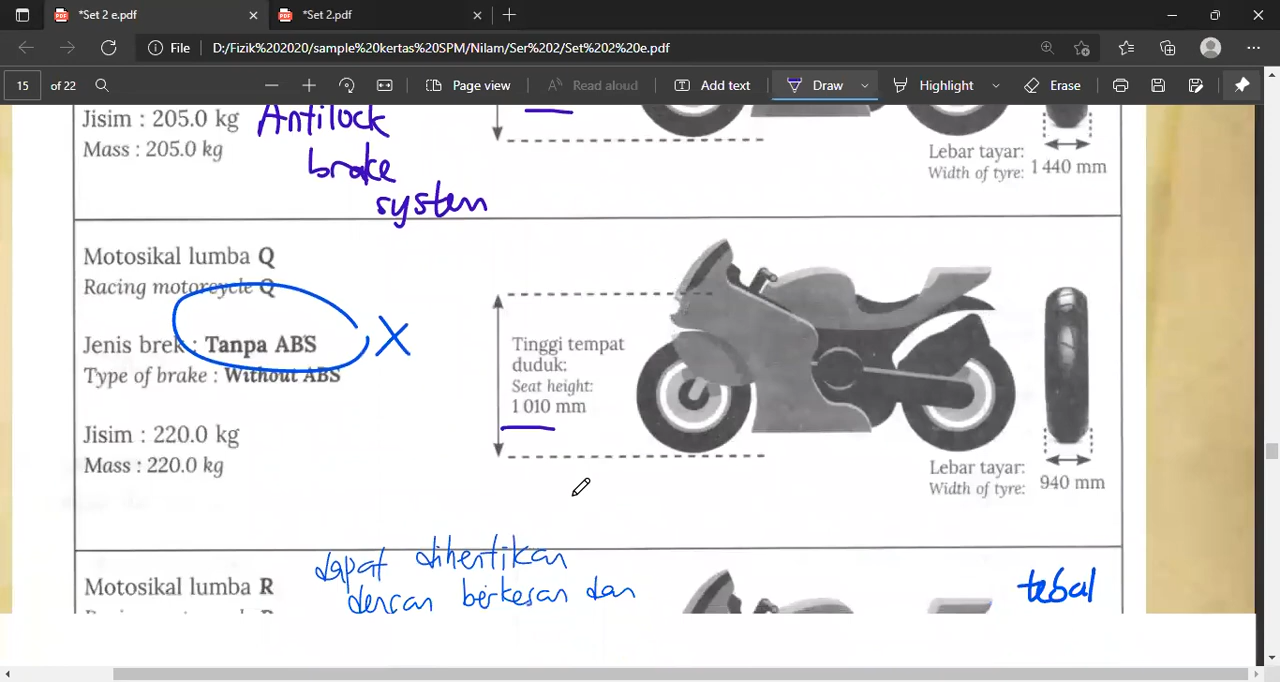 *Set 2 e.pdf
*Set 2.pdf
File
D:/Fizik%202020/sample%20kertas%20SPM/Nilam/Ser%202/Set%202%20e.pdf
15 of 22
Page view
Read aloud
Add text
Draw
Highlight
Erase
Jisim : 205.0 kg
Mass : 205.0 kg
Antilock
brake
system
Lebar tayar:
Width of tyre:
1 440 mm
Motosikal lumba Q
Racing motorcycle Q
Jenis brek : Tanpa ABS
Type of brake : Without ABS
X
Jisim : 220.0 kg
Mass : 220.0 kg
Tinggi tempat
duduk:
Seat height:
1 010 mm
Lebar tayar:
Width of tyre:
940 mm
Motosikal lumba R
dapat dihentikan
dengan berkesan dan
tebal